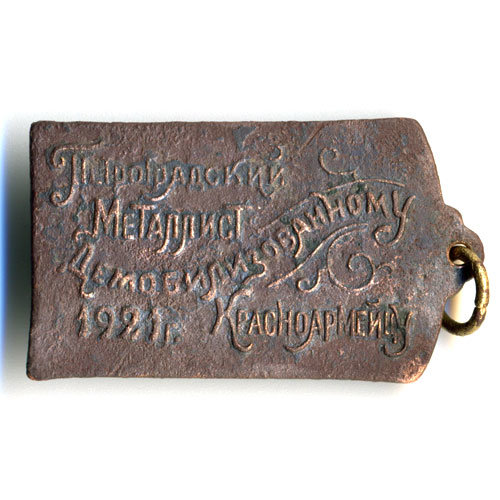 Петроградский
Металлист
Демобилизованному
1921 г. Красноармейцу